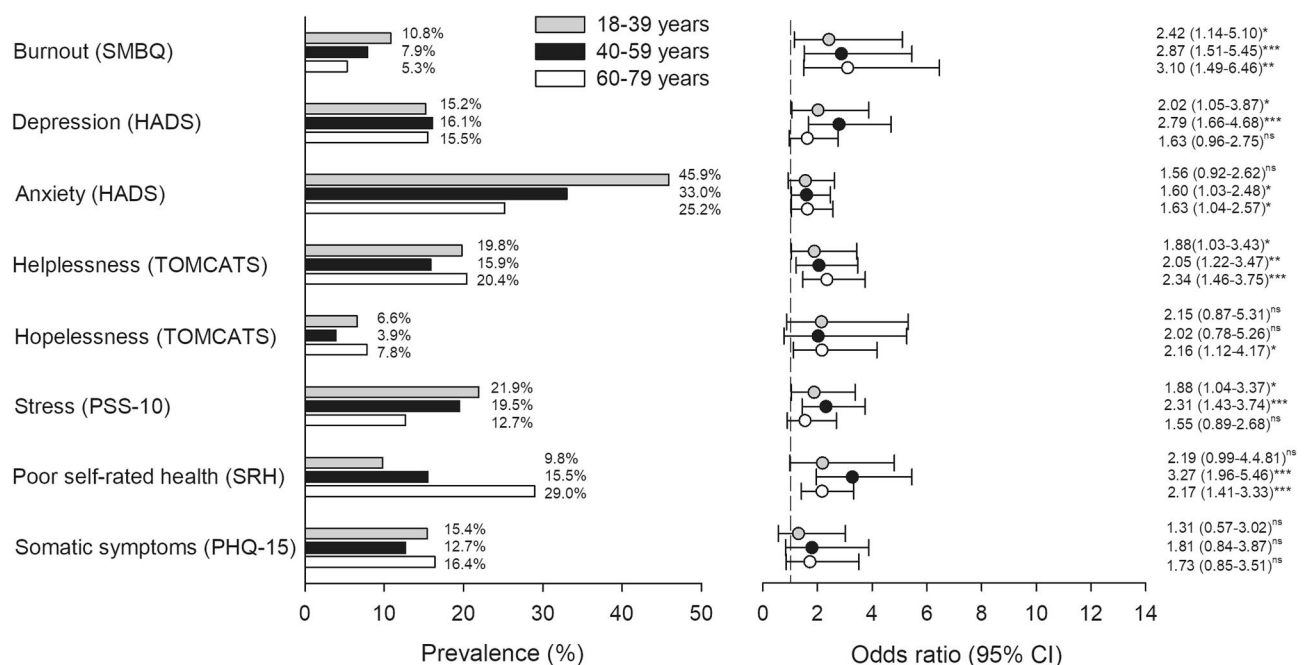 18-39 years
40-59 years
60-79 years
Burnout (SMBQ)
10.8%
7.9%
5.3%
2.42 (1.14-5.10)*
2.87 (1.51-5.45)***
3.10 (1.49-6.46)**
Depression (HADS)
15.2%
16.1%
15.5%
2.02 (1.05-3.87)*
2.79 (1.66-4.68)***
1.63 (0.96-2.75)ns
Anxiety (HADS)
45.9%
33.0%
25.2%
1.56 (0.92-2.62)ns
1.60 (1.03-2.48)*
1.63 (1.04-2.57)*
Helplessness (TOMCATS)
19.8%
15.9%
20.4%
1.88(1.03-3.43)*
2.05 (1.22-3.47)**
2.34 (1.46-3.75)***
Hopelessness (TOMCATS)
6.6%
3.9%
7.8%
2.15 (0.87-5.31)ns
2.02 (0.78-5.26)ns
2.16 (1.12-4.17)*
Stress (PSS-10)
21.9%
19.5%
12.7%
1.88 (1.04-3.37)*
2.31 (1.43-3.74)***
1.55 (0.89-2.68)ns
Poor self-rated health (SRH)
9.8%
15.5%
29.0%
2.19 (0.99-4.4.81)ns
3.27 (1.96-5.46)***
2.17 (1.41-3.33)***
Somatic symptoms (PHQ-15)
15.4%
12.7%
16.4%
1.31 (0.57-3.02)ns
1.81 (0.84-3.87)ns
1.73 (0.85-3.51)ns
0 10 20 30 40 50
Prevalence (%)
0 2 4 6 8 10 12 14
Odds ratio (95% CI)